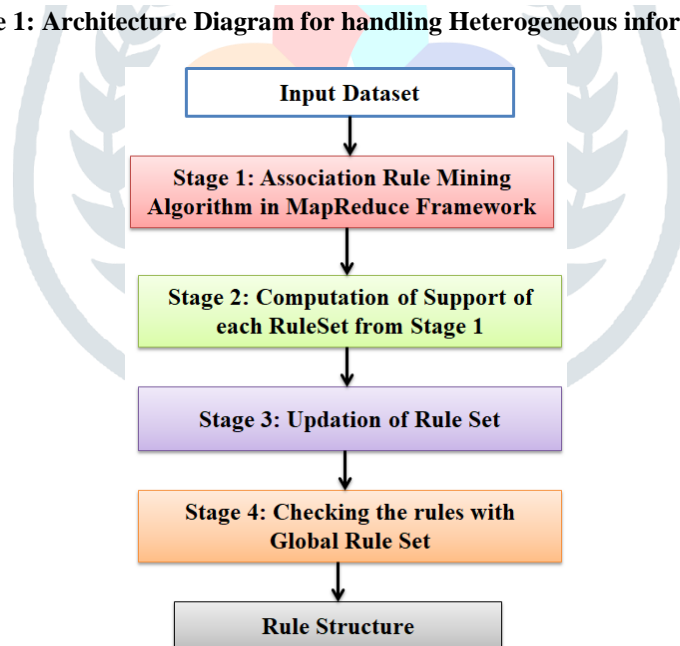 1: Architecture Diagram for handling Heterogeneous
Input Dataset
Stage 1: Association Rule Mining
Algorithm in MapReduce Framework
Stage 2: Computation of Support of
each RuleSet from Stage 1
Stage 3: Updation of Rule Set
Stage 4: Checking the rules with
Global Rule Set
Rule Structure